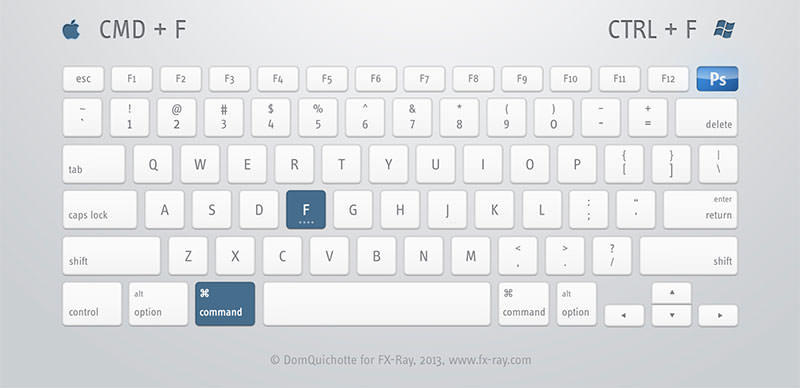 CMD + F CTRL + F
esc F1 F2 F3 F4 F5 F6 F7 F8 F9 F10 F11 F12 Ps
~ ! @ # $ % ^ & * ( ) - +
` 1 2 3 4 5 6 7 8 9 0 - = delete
tab Q W E R T Y U I O P { [ } ] | \
caps lock A S D F G H J K L : ; " . enter return
shift Z X C V B N M < , > . ? / shift
control alt option ⌘ command ⌘ command alt option ◄ ▲ ▼ ►
© DomQuichotte for FX-Ray, 2013, www.fx-ray.com